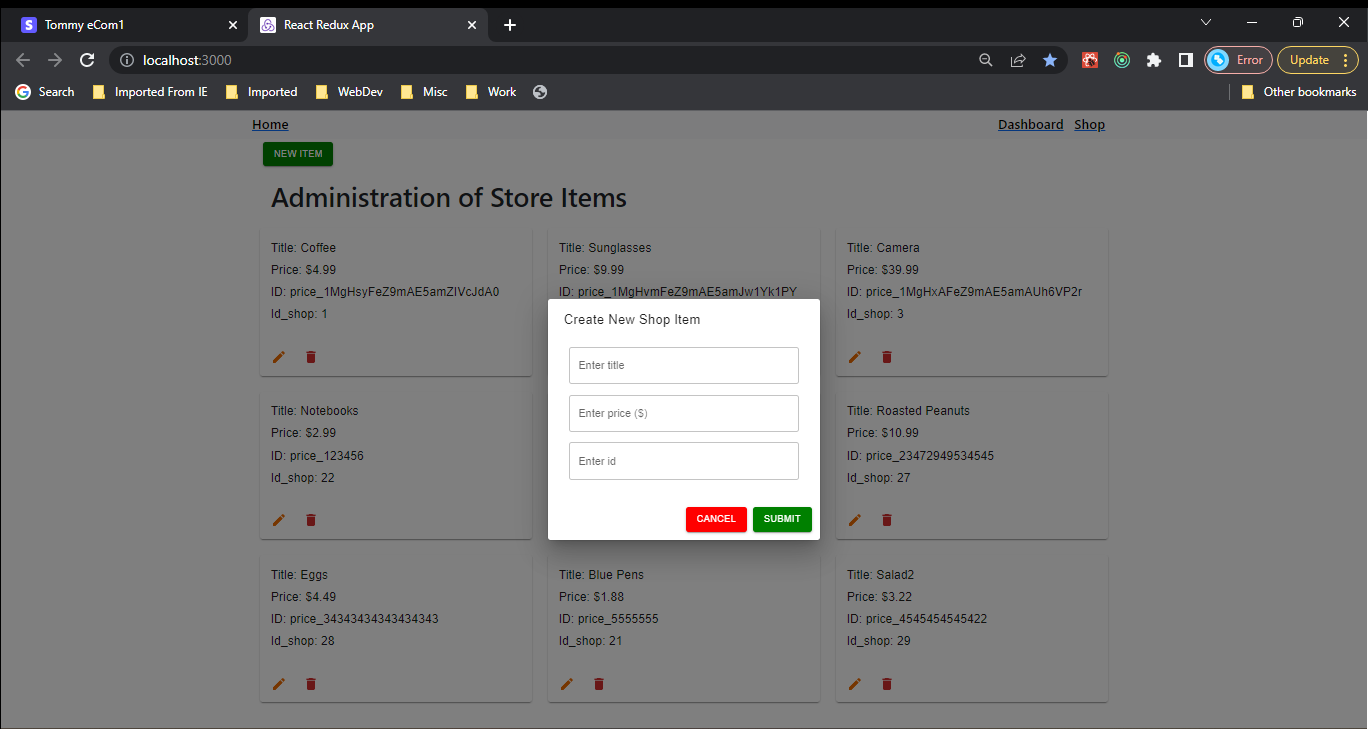 Tommy eCom1
React Redux App
localhost:3000
Error
Update
Search
Imported From IE
Imported
WebDev
Misc
Work
Other bookmarks
Home
Dashboard
Shop
NEW ITEM
Administration of Store Items
Title: Coffee
Price: $4.99
ID: price_1MgHsyFeZ9mAE5amZIVcJdA0
Id_shop: 1
Title: Sunglasses
Price: $9.99
ID: price_1MgHvmFeZ9mAE5amJw1Yk1PY
Title: Camera
Price: $39.99
ID: price_1MgHxAFeZ9mAE5amAUh6VP2r
Id_shop: 3
Create New Shop Item
Enter title
Enter price ($)
Enter id
CANCEL
SUBMIT
Title: Notebooks
Price: $2.99
ID: price_123456
Id_shop: 22
Title: Roasted Peanuts
Price: $10.99
ID: price_23472949534545
Id_shop: 27
Title: Eggs
Price: $4.49
ID: price_34343434343434343
Id_shop: 28
Title: Blue Pens
Price: $1.88
ID: price_5555555
Id_shop: 21
Title: Salad2
Price: $3.22
ID: price_4545454545422
Id_shop: 29